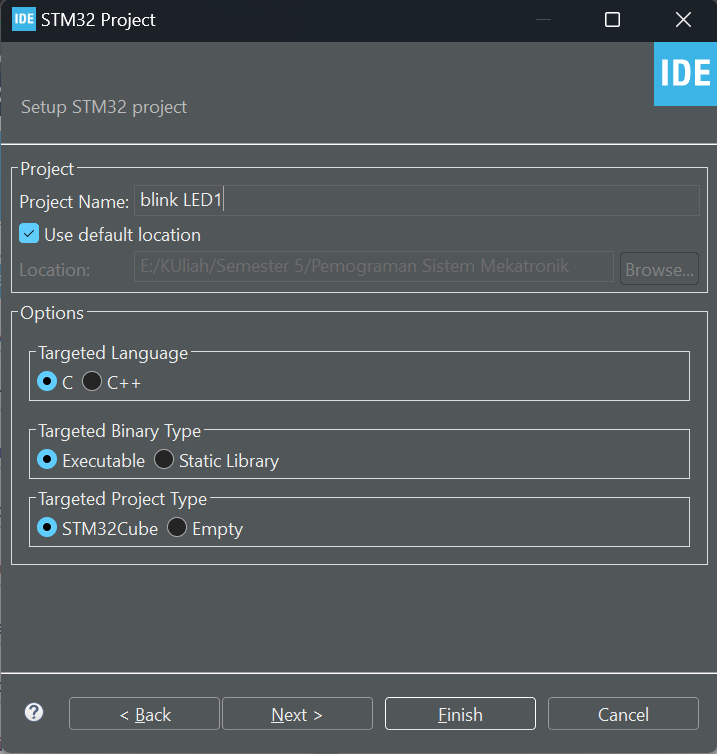 IDE STM32 Project
IDE
Setup STM32 project
Project
Project Name: blink LED1
Use default location
Location: E:/KUliah/Semester 5/Pemograman Sistem Mekatronik Browse...
Options
Targeted Language
C C++
Targeted Binary Type
Executable Static Library
Targeted Project Type
STM32Cube Empty
? < Back Next > Finish Cancel